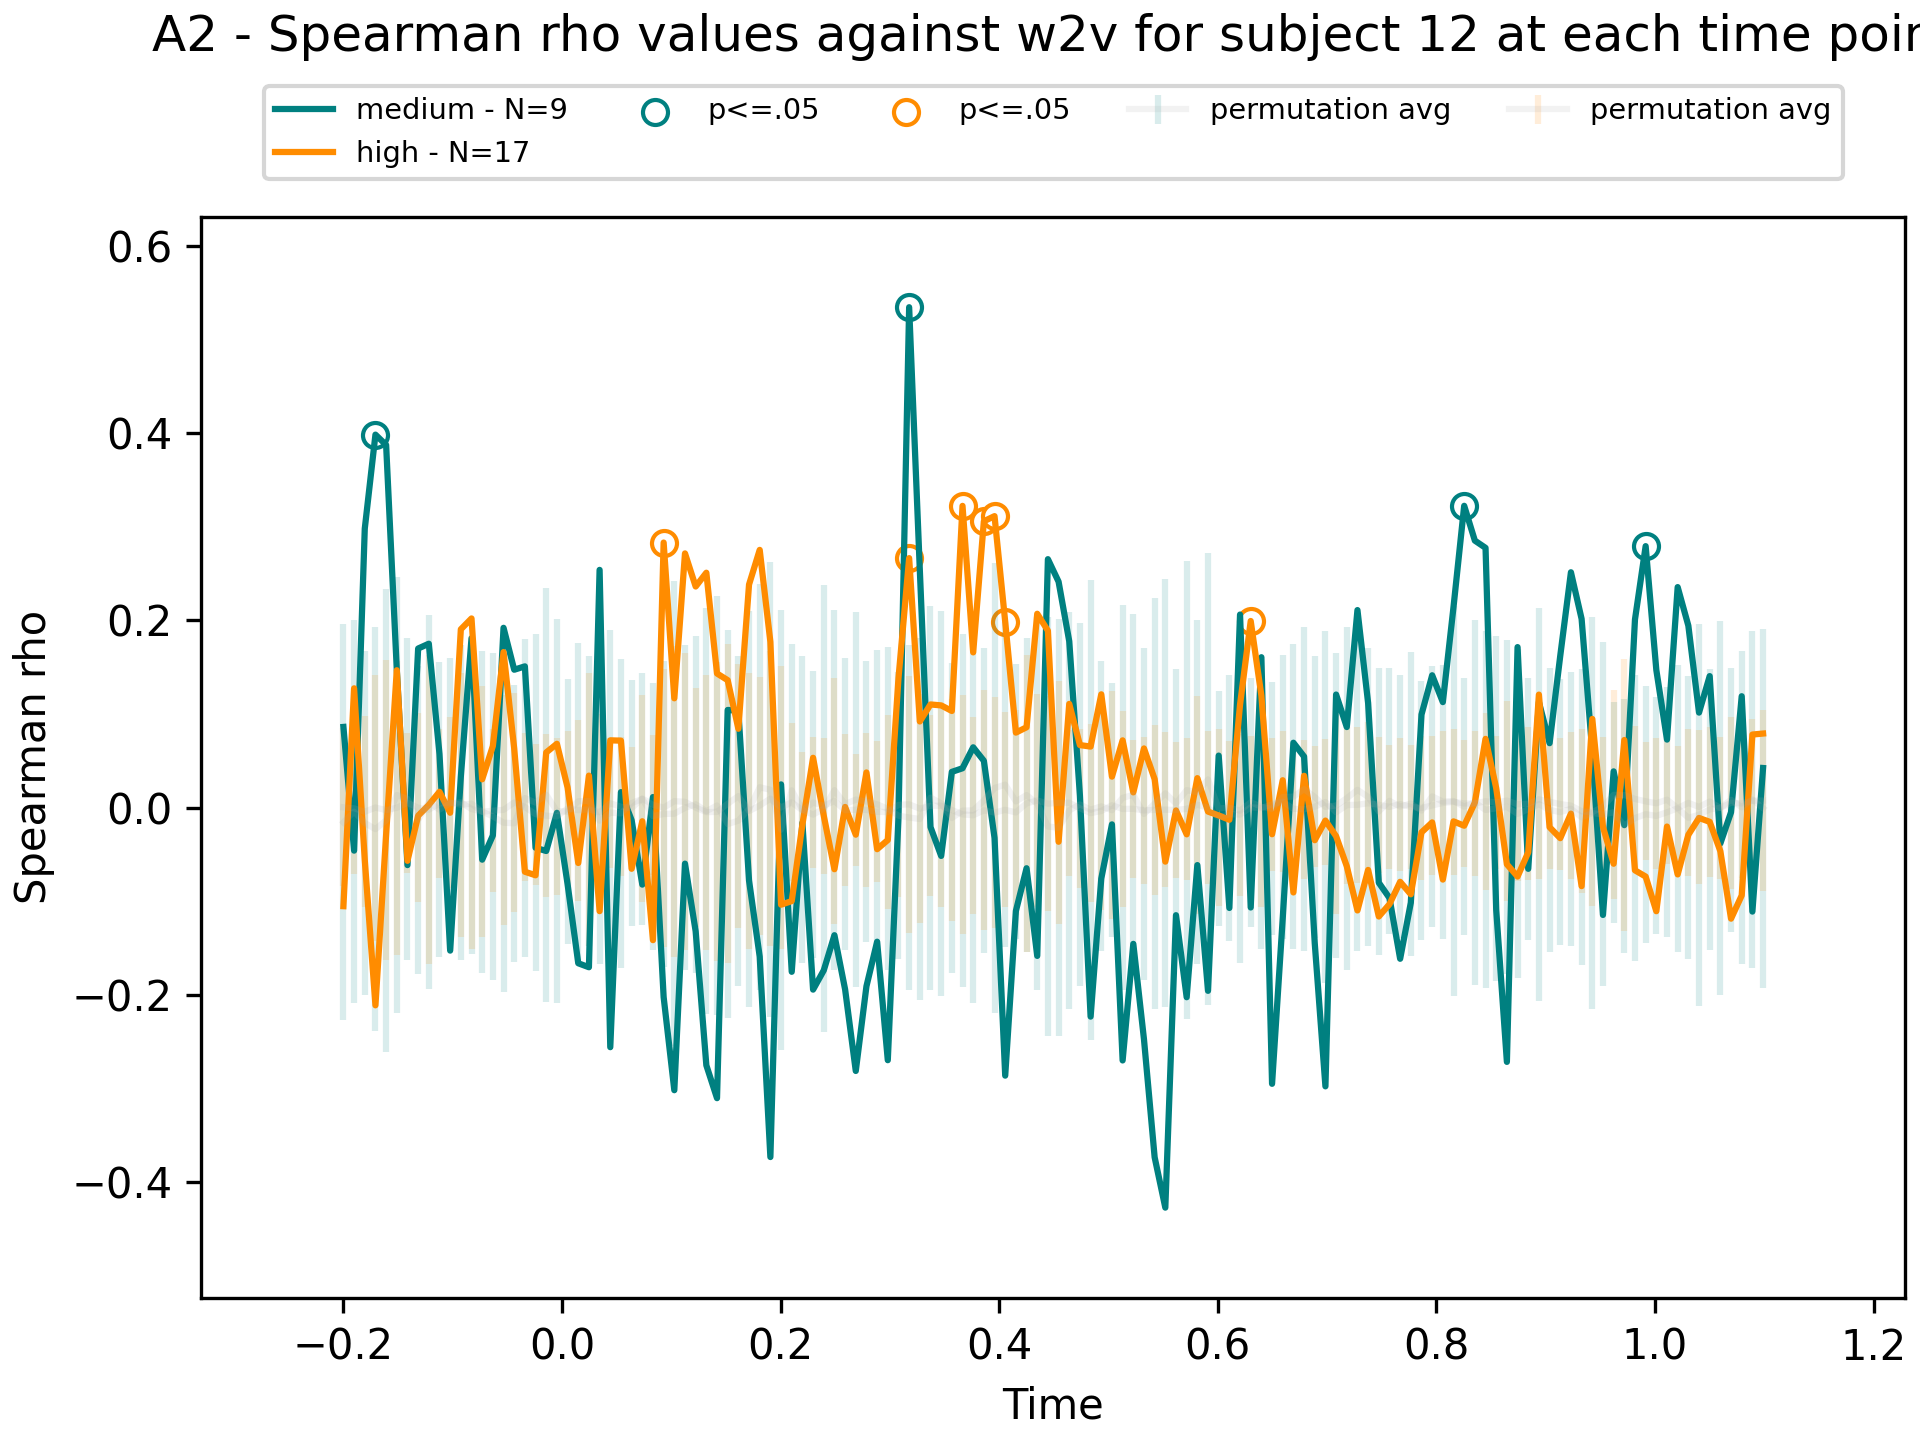 A2 - Spearman rho values against w2v for subject 12 at each time
medium - N=9
high - N=17
p<=.05
p<=.05
permutation avg
permutation avg
Spearman rho
0.6
0.4
0.2
0.0
−0.2
−0.4
−0.2
0.0
0.2
0.4
0.6
0.8
1.0
1.2
Time